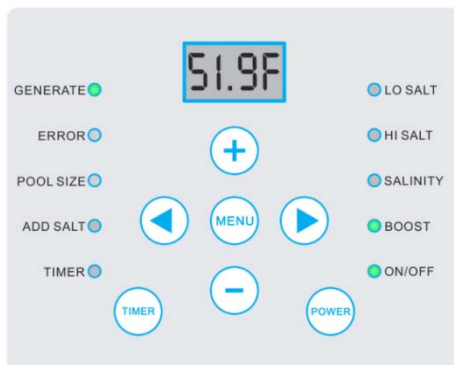 51.9F
GENERATE
LO SALT
ERROR
HI SALT
POOL SIZE
SALINITY
ADD SALT
MENU
BOOST
TIMER
ON/OFF
TIMER
POWER